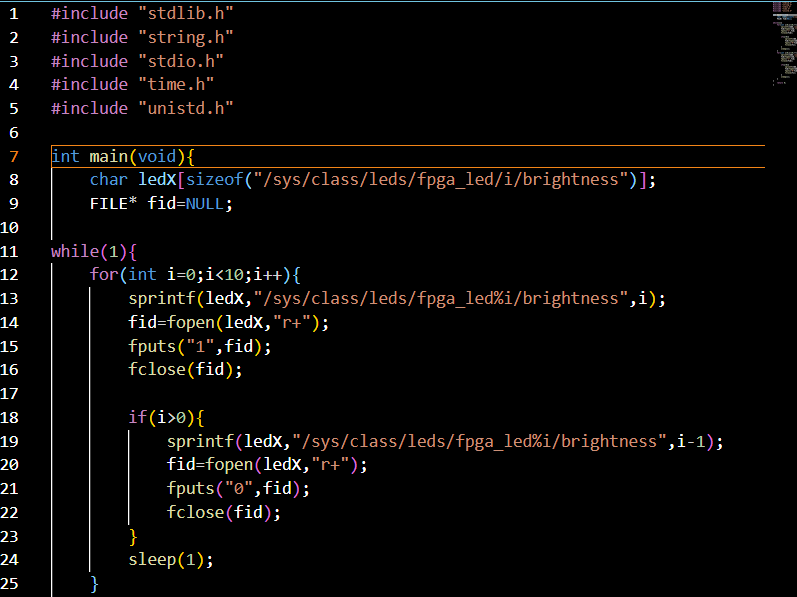 1 #include "stdlib.h"
2 #include "string.h"
3 #include "stdio.h"
4 #include "time.h"
5 #include "unistd.h"
6
7 int main(void){
8     char ledX[sizeof("/sys/class/leds/fpga_led/i/brightness")];
9     FILE* fid=NULL;
10
11 while(1){
12     for(int i=0;i<10;i++){
13         sprintf(ledX,"/sys/class/leds/fpga_led%i/brightness",i);
14         fid=fopen(ledX,"r+");
15         fputs("1",fid);
16         fclose(fid);
17
18         if(i>0){
19             sprintf(ledX,"/sys/class/leds/fpga_led%i/brightness",i-1);
20             fid=fopen(ledX,"r+");
21             fputs("0",fid);
22             fclose(fid);
23         }
24         sleep(1);
25     }